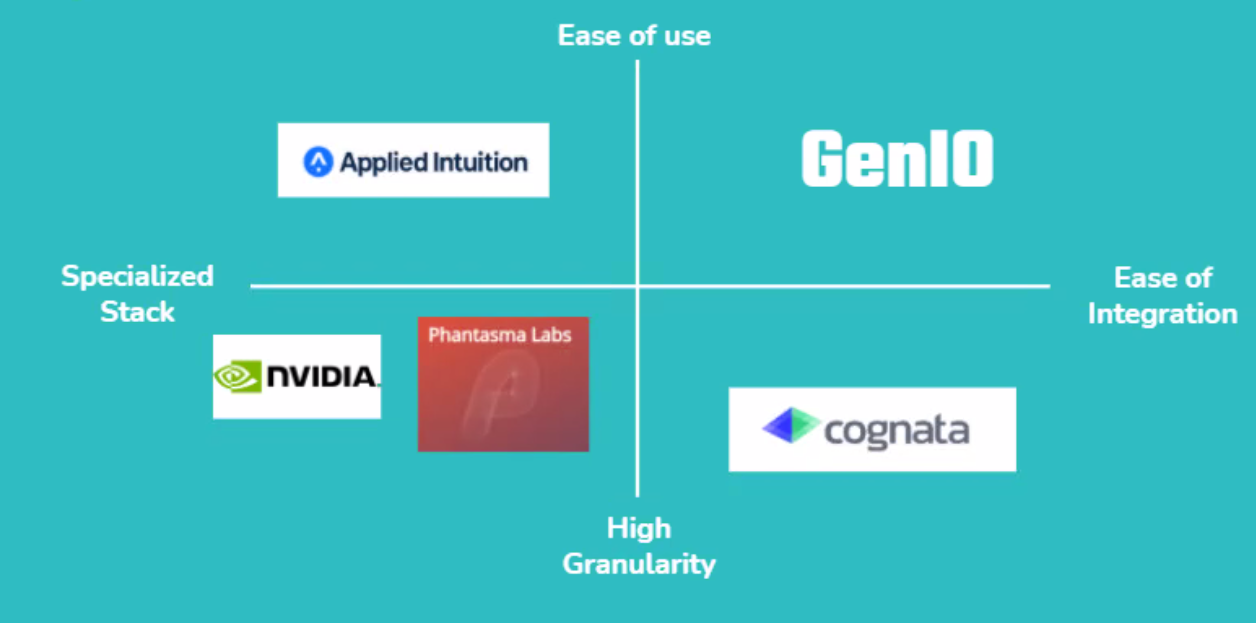 Ease of use
Applied Intuition
GenIO
Specialized
Stack
Ease of
Integration
Phantasma Labs
NVIDIA.
cognata
High
Granularity